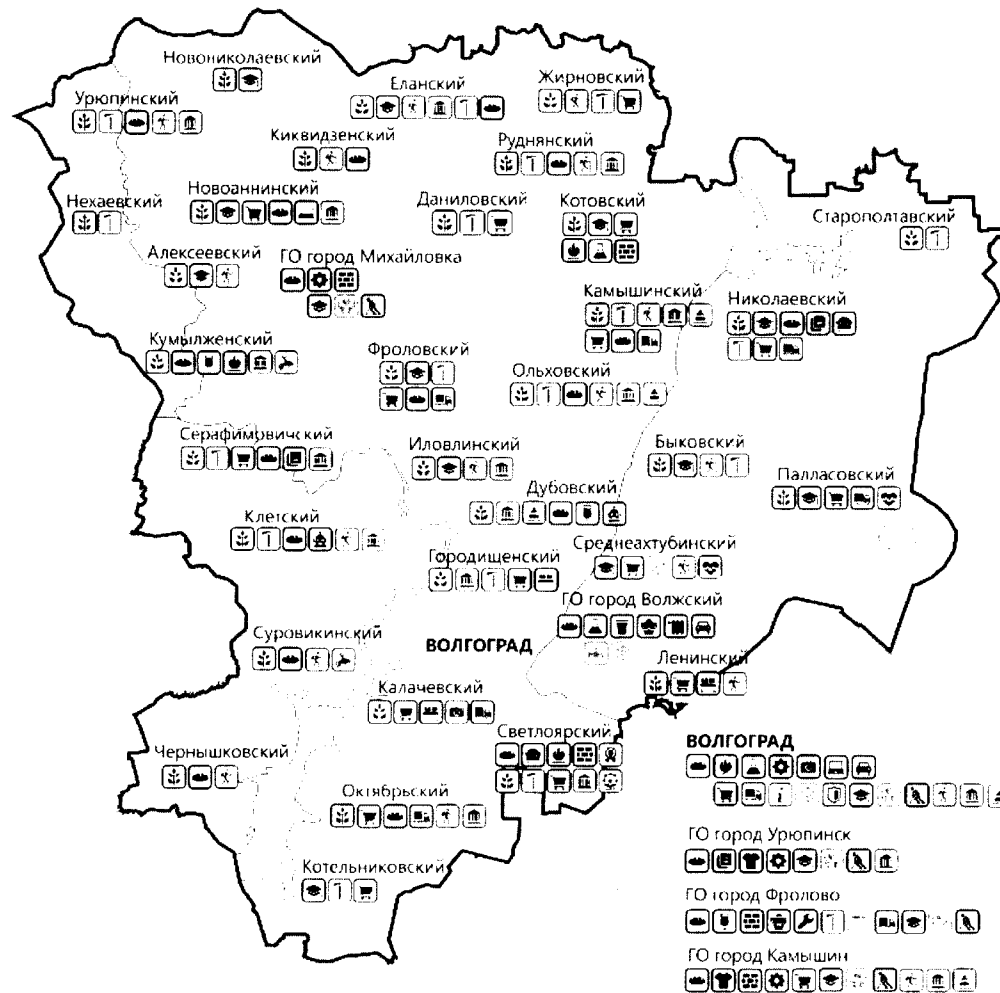 Новониколаевский
Еланский
Жирновский
Урюпинский
Киквидзенский
Руднянский
Нехаевский
Новоаннинский
Даниловский
Котовский
Старополтавский
Алексеевский
ГО город Михайловка
Камышинский
Николаевский
Кумылженский
Фроловский
Ольховский
Серафимовичский
Иловлинский
Быковский
Палласовский
Дубовский
Клетский
Городищенский
Среднеахтубинский
ГО город Волжский
Суровикинский
ВОЛГОГРАД
Ленинский
Калачевский
Светлоярский
Чернышковский
Октябрьский
Котельниковский
ВОЛГОГРАД
ГО город Урюпинск
ГО город Фролово
ГО город Камышин